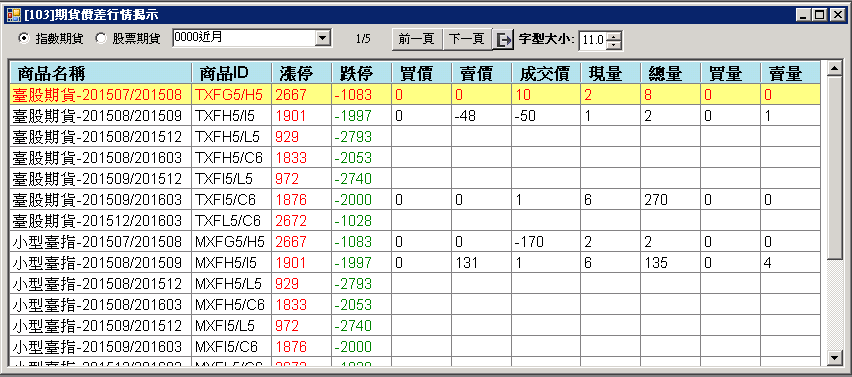 [103]期貨價差行情揭示
指數期貨 股票期貨 0000近月 1/5 前一頁 下一頁 字型大小: 11.0
商品名稱 商品ID 漲停 跌停 買價 賣價 成交價 現量 總量 買量 賣量
臺股期貨-201507/201508 TXFG5/H5 2667 -1083 0 0 10 2 8 0 0
臺股期貨-201508/201509 TXFH5/I5 1901 -1997 0 -48 -50 1 2 0 1
臺股期貨-201508/201512 TXFH5/L5 929 -2793
臺股期貨-201508/201603 TXFH5/C6 1833 -2053
臺股期貨-201509/201512 TXFI5/L5 972 -2740
臺股期貨-201509/201603 TXFI5/C6 1876 -2000 0 0 1 6 270 0 0
臺股期貨-201512/201603 TXFL5/C6 2672 -1028
小型臺指-201507/201508 MXFG5/H5 2667 -1083 0 0 -170 2 2 0 0
小型臺指-201508/201509 MXFH5/I5 1901 -1997 0 131 1 6 135 0 4
小型臺指-201508/201512 MXFH5/L5 929 -2793
小型臺指-201508/201603 MXFH5/C6 1833 -2053
小型臺指-201509/201512 MXFI5/L5 972 -2740
小型臺指-201509/201603 MXFI5/C6 1876 -2000